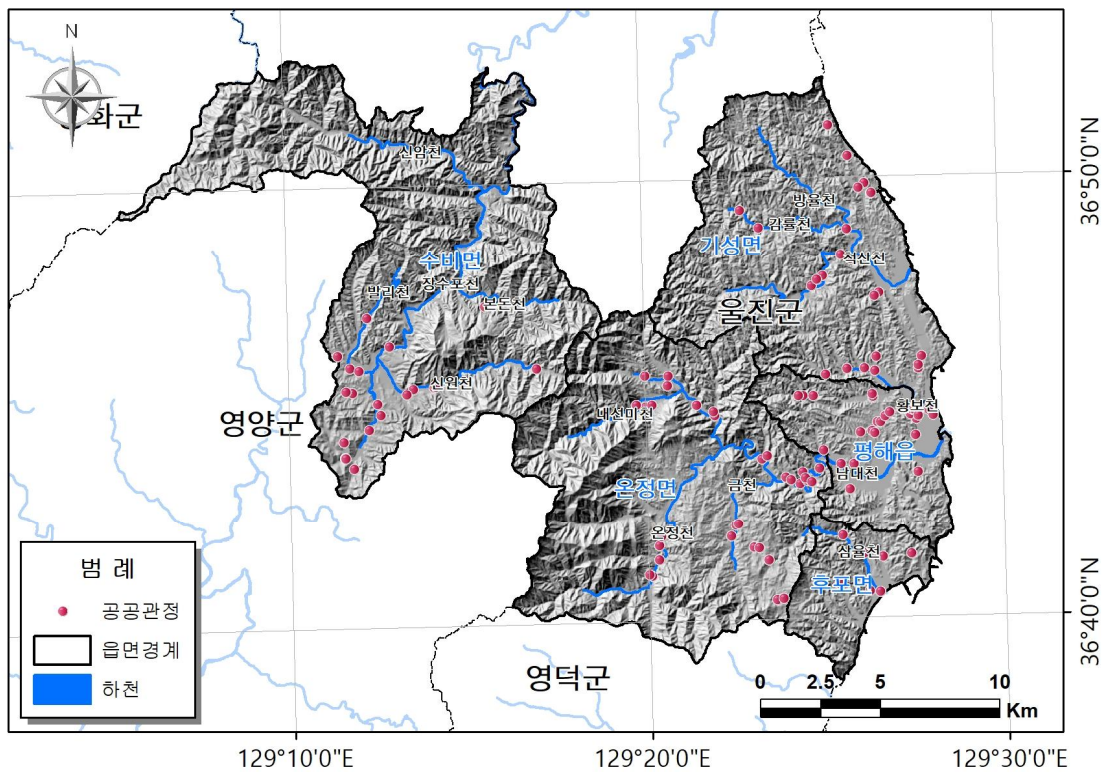 N
화군
신암천
방율천
감률천
기성면
석산선
수비면
장수포천
발리천
본돈천
울진군
신원천
영양군
내선미천
황보천
평해읍
남대천
온정면
금천
온정천
삼율천
후포면
영덕군
범 례
공공관정
읍면경계
하천
0 2.5 5 10
Km
36°50'0"N
36°40'0"N
129°10'0"E 129°20'0"E 129°30'0"E